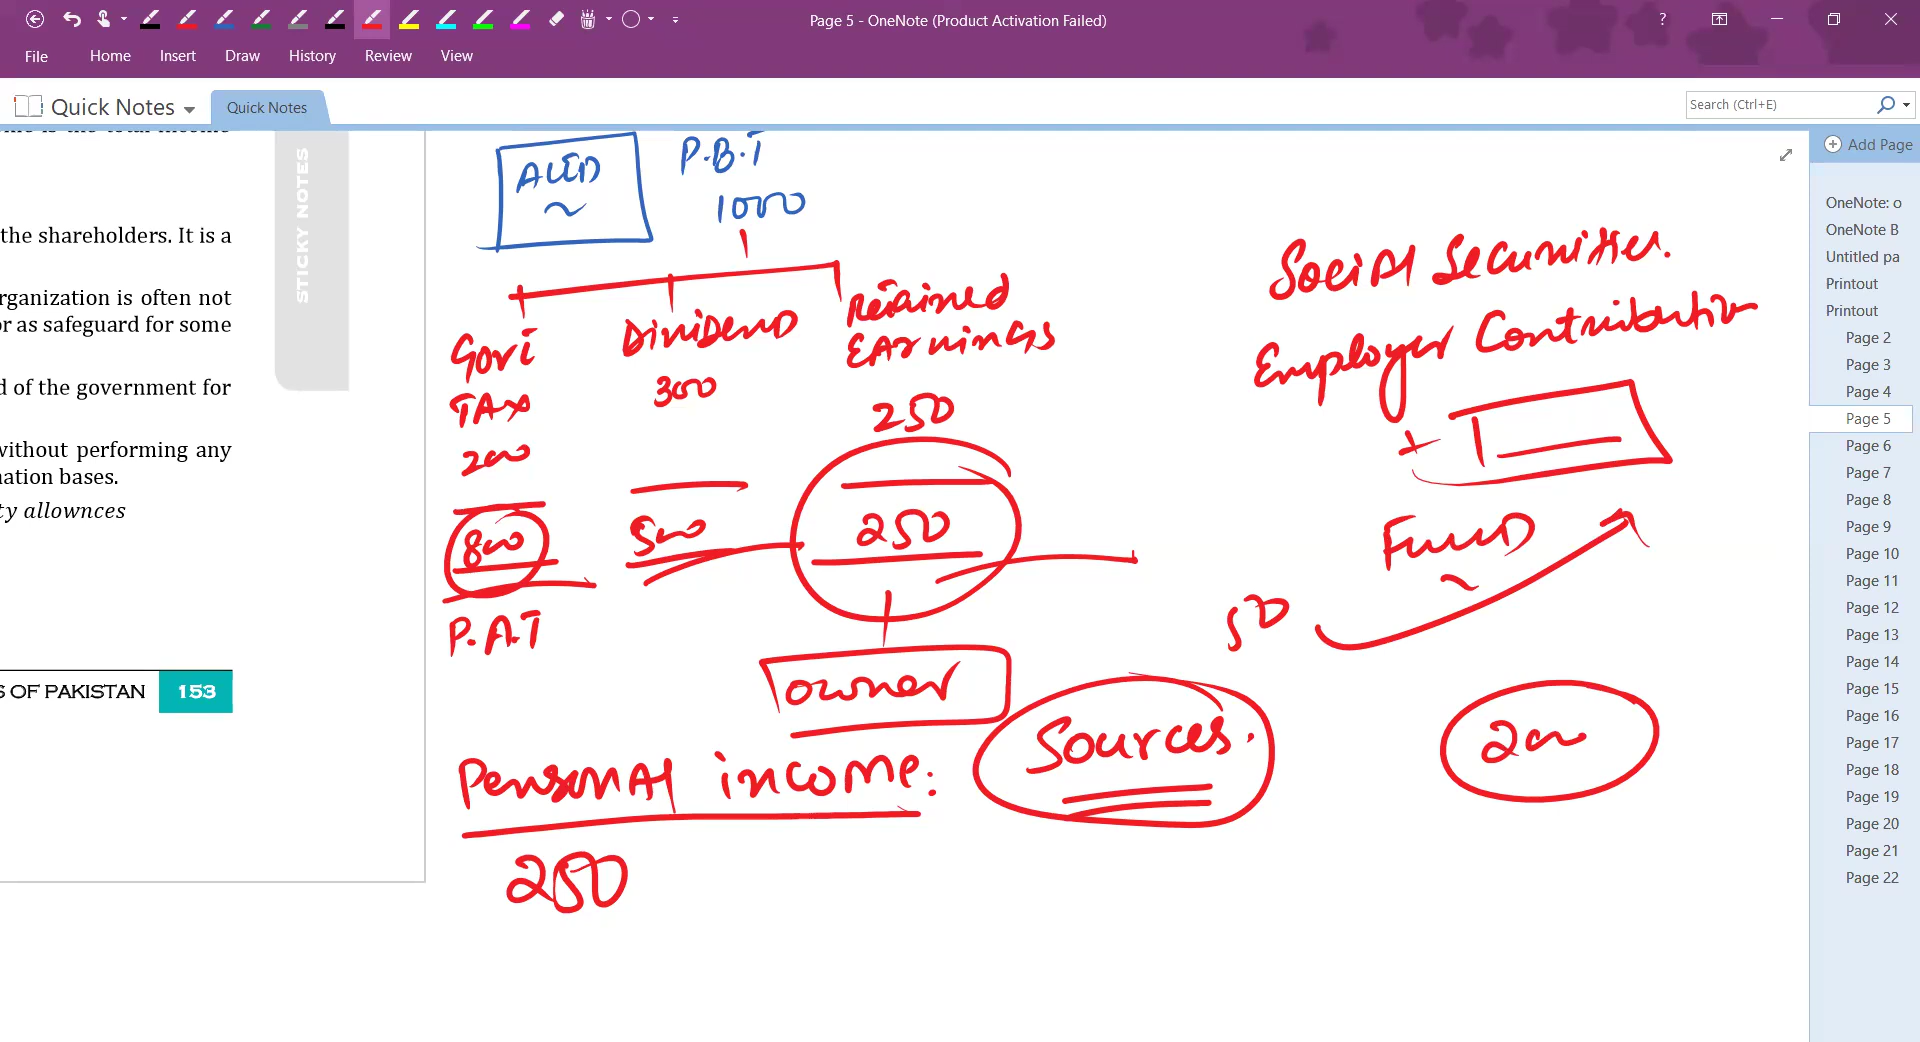 Page 5 - OneNote (Product Activation Failed)
?
File Home Insert Draw History Review View
Quick Notes
Quick Notes
Search (Ctrl+E)
Add Page
OneNote: o
OneNote B
Untitled pa
Printout
Printout
Page 2
Page 3
Page 4
Page 5
Page 6
Page 7
Page 8
Page 9
Page 10
Page 11
Page 12
Page 13
Page 14
Page 15
Page 16
Page 17
Page 18
Page 19
Page 20
Page 21
Page 22
STICKY NOTES
the shareholders. It is a
rganization is often not
or as safeguard for some
d of the government for
without performing any
nation bases.
ty allownces
S OF PAKISTAN 153
P.B.T
1000
Govt
Tax
200
800
P.A.T
Dividend
300
500
Retained
Earnings
250
250
owner
Social Securities.
Employer Contribution
+
Fund
50
200
Personal income:
Sources.
250